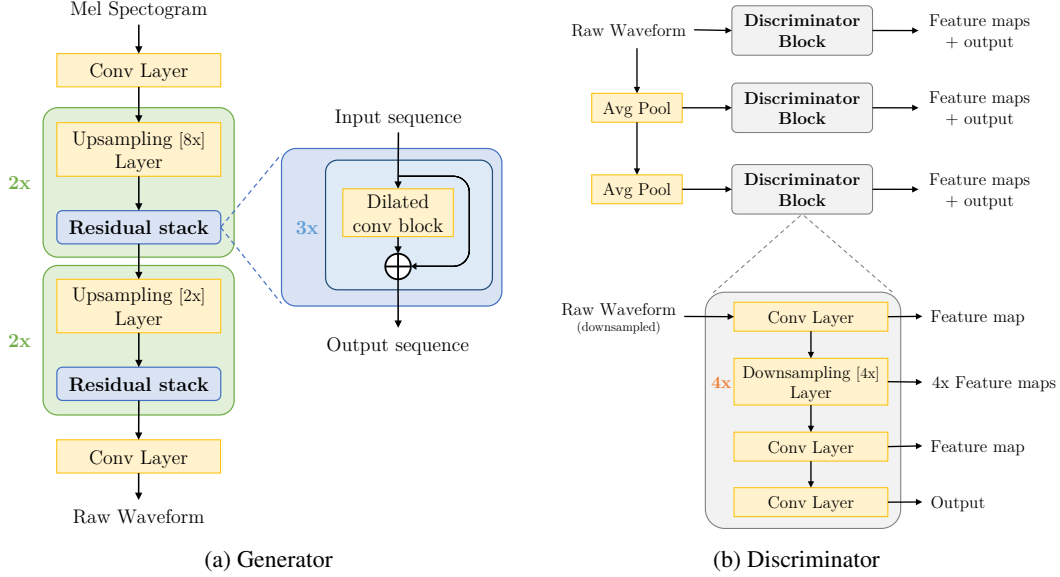 Mel Spectogram
Conv Layer
2x
Upsampling [8x]
Layer
Residual stack
2x
Upsampling [2x]
Layer
Residual stack
Conv Layer
Raw Waveform
Input sequence
3x
Dilated
conv block
Output sequence
(a) Generator
Raw Waveform
Discriminator
Block
Feature maps
+ output
Avg Pool
Discriminator
Block
Feature maps
+ output
Avg Pool
Discriminator
Block
Feature maps
+ output
Raw Waveform
(downsampled)
Conv Layer
Feature map
4x
Downsampling [4x]
Layer
4x Feature maps
Conv Layer
Feature map
Conv Layer
Output
(b) Discriminator